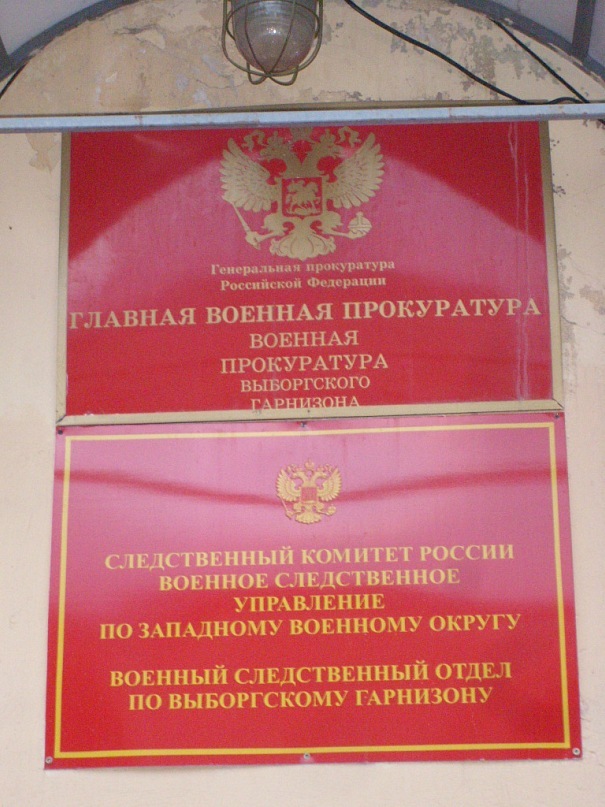 Генеральная прокуратура
Российской Федерации
ГЛАВНАЯ ВОЕННАЯ ПРОКУРАТУРА
ВОЕННАЯ
ПРОКУРАТУРА
ВЫБОРГСКОГО
ГАРНИЗОНА
СЛЕДСТВЕННЫЙ КОМИТЕТ РОССИИ
ВОЕННОЕ СЛЕДСТВЕННОЕ
УПРАВЛЕНИЕ
ПО ЗАПАДНОМУ ВОЕННОМУ ОКРУГУ
ВОЕННЫЙ СЛЕДСТВЕННЫЙ ОТДЕЛ
ПО ВЫБОРГСКОМУ ГАРНИЗОНУ